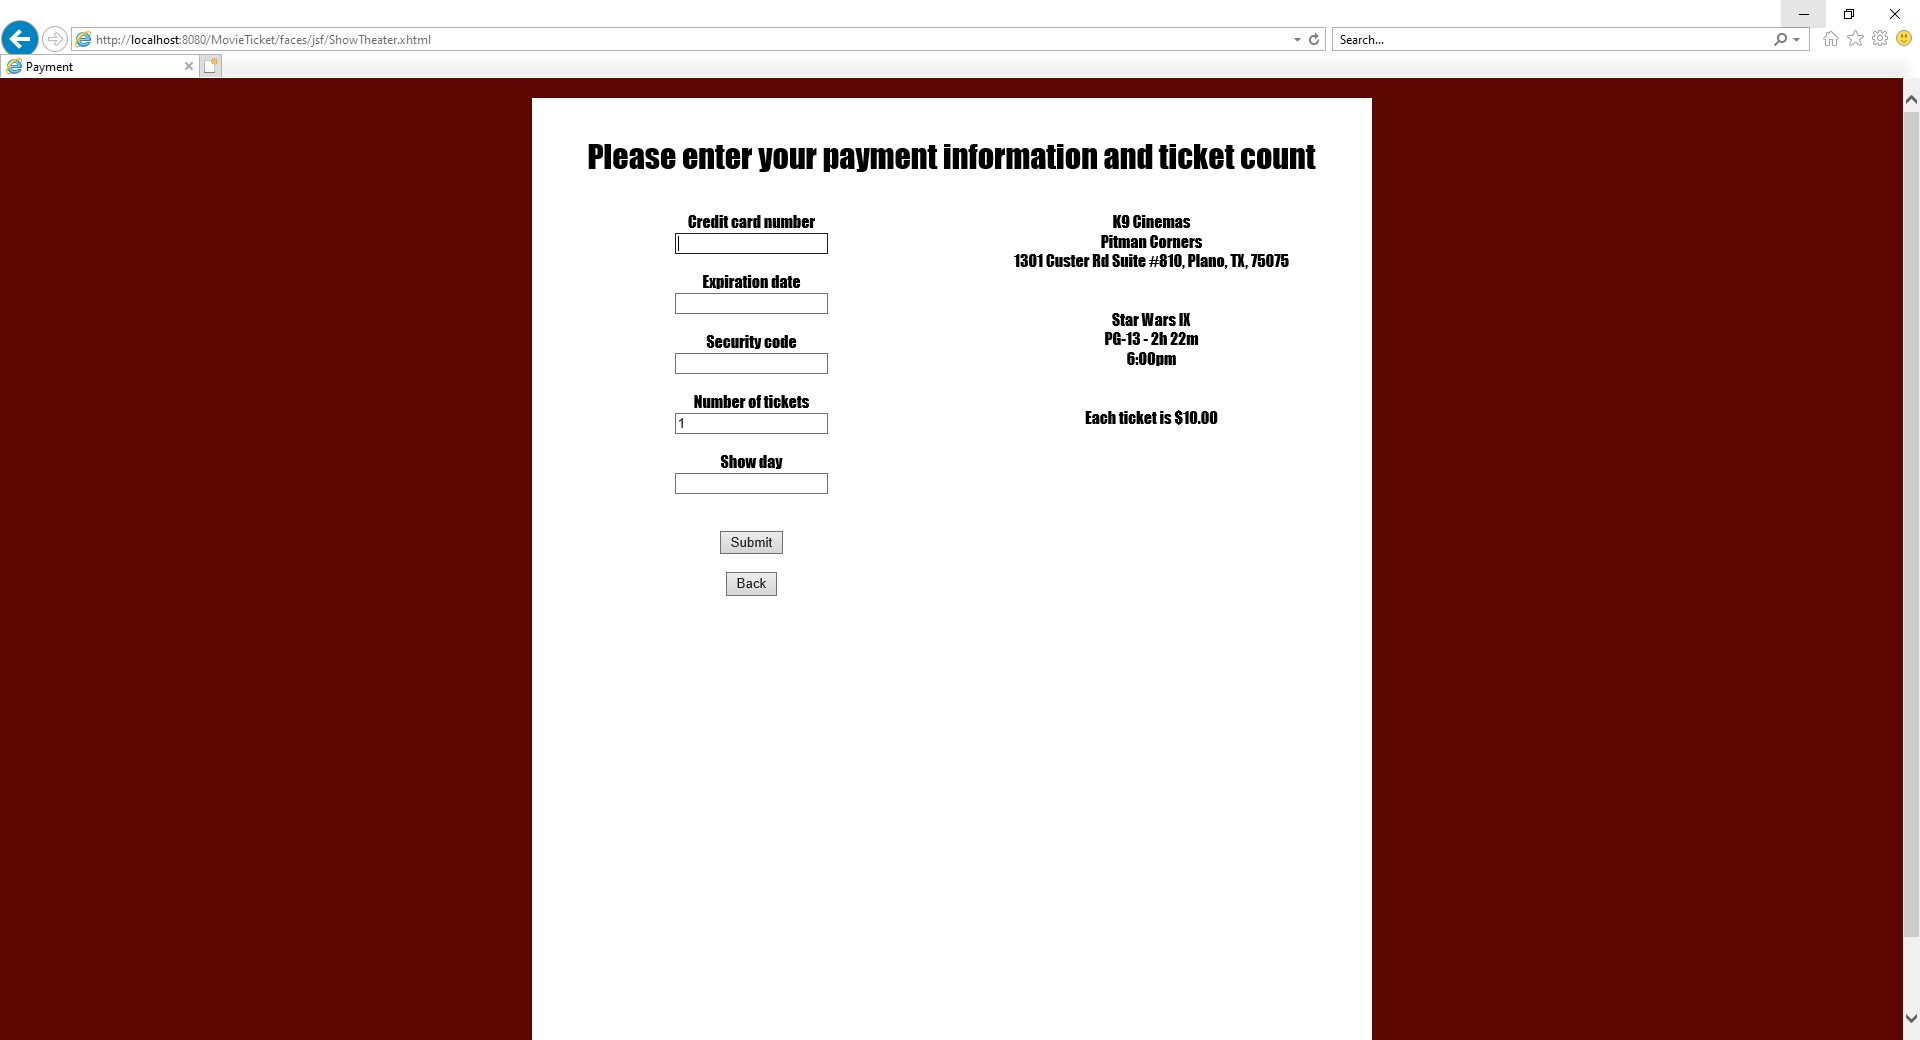 http://localhost:8080/MovieTicket/faces/jsf/ShowTheater.xhtml
Search...
Payment
Please enter your payment information and ticket count
Credit card number
Expiration date
Security code
Number of tickets
1
Show day
Submit
Back
K9 Cinemas
Pitman Corners
1301 Custer Rd Suite #810, Plano, TX, 75075
Star Wars IX
PG-13 - 2h 22m
6:00pm
Each ticket is $10.00